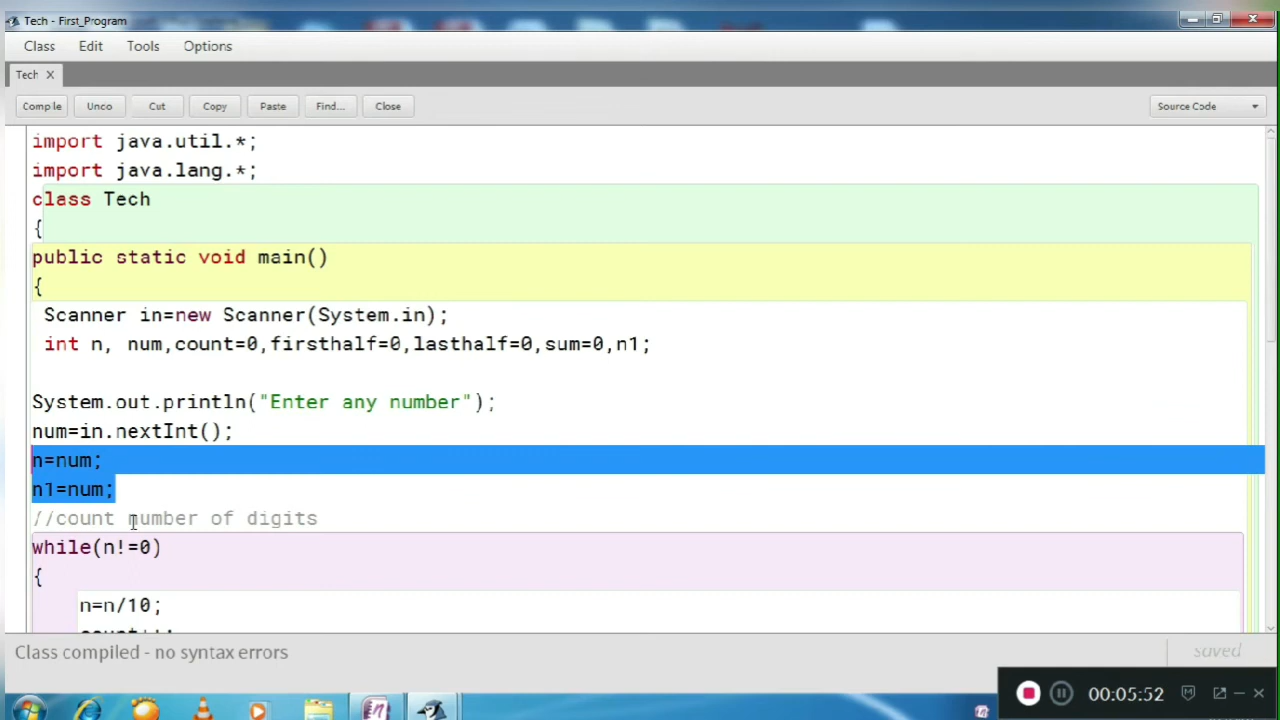 Tech - First_Program
Class Edit Tools Options
Tech X
Compile Undo Cut Copy Paste Find... Close Source Code
import java.util.*;
import java.lang.*;
class Tech
{
public static void main()
{
Scanner in=new Scanner(System.in);
int n, num,count=0,firsthalf=0,lasthalf=0,sum=0,n1;
System.out.println("Enter any number");
num=in.nextInt();
n=num;
n1=num;
//count number of digits
while(n!=0)
{
n=n/10;
count++;
Class compiled - no syntax errors
saved
00:05:52